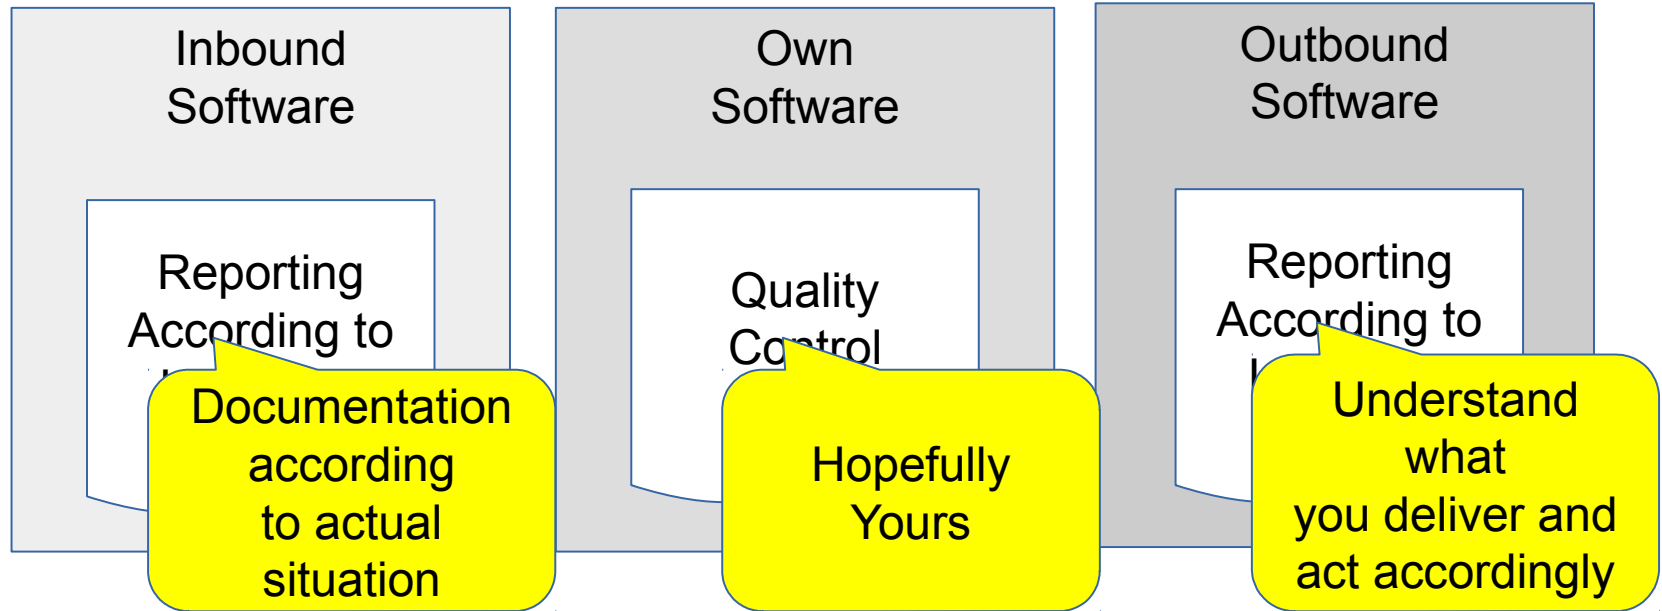 Inbound
Software
Reporting
According to
Documentation
according
to actual
situation
Own
Software
Quality
Control
Hopefully
Yours
Outbound
Software
Reporting
According to
Understand
what
you deliver and
act accordingly